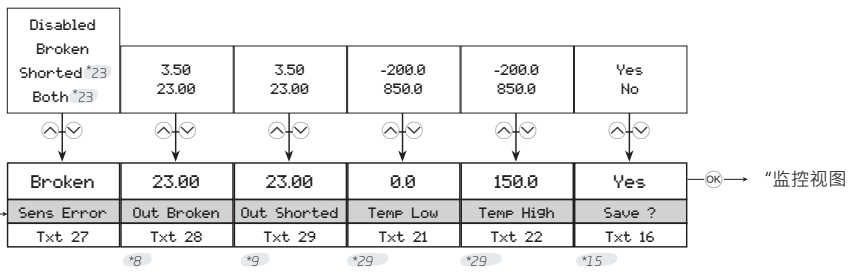 Disabled
Broken
Shorted *23
Both *23
3.50
23.00
3.50
23.00
-200.0
850.0
-200.0
850.0
Yes
No
Broken 23.00 23.00 0.0 150.0 Yes OK "监控视图
Sens Error Out Broken Out Shorted Temp Low Temp High Save ?
Txt 27 Txt 28 Txt 29 Txt 21 Txt 22 Txt 16
*8 *9 *29 *29 *15